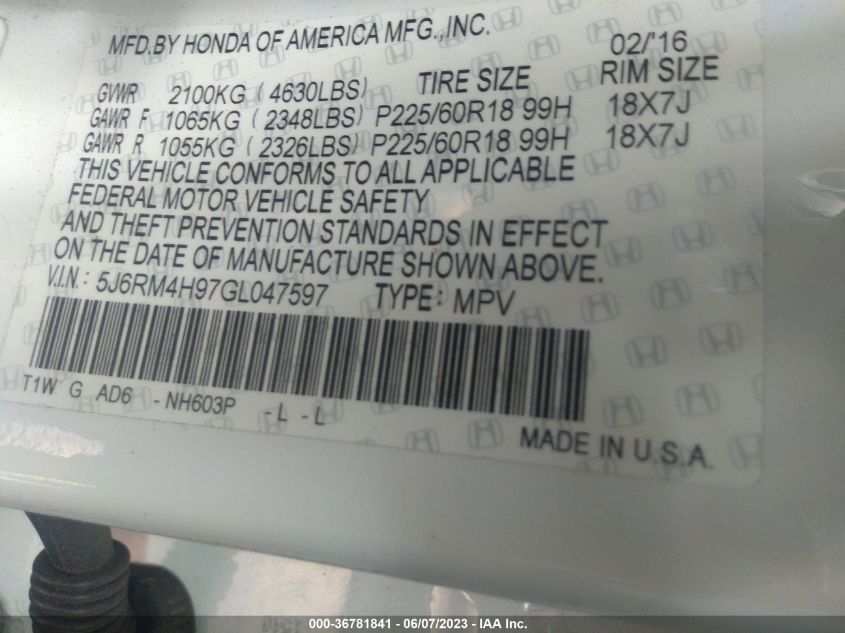 MFD.BY HONDA OF AMERICA MFG.,INC. 02/'16
GVWR 2100KG ( 4630LBS) TIRE SIZE RIM SIZE
GAWR F 1065KG ( 2348LBS) P225/60R18 99H 18X7J
GAWR R 1055KG ( 2326LBS) P225/60R18 99H 18X7J
THIS VEHICLE CONFORMS TO ALL APPLICABLE
FEDERAL MOTOR VEHICLE SAFETY
AND THEFT PREVENTION STANDARDS IN EFFECT
ON THE DATE OF MANUFACTURE SHOWN ABOVE.
V.I.N.: 5J6RM4H97GL047597 TYPE: MPV
T1W G AD6 - NH603P - L - L
MADE IN U.S.A.
000-36781841 - 06/07/2023 - IAA Inc.